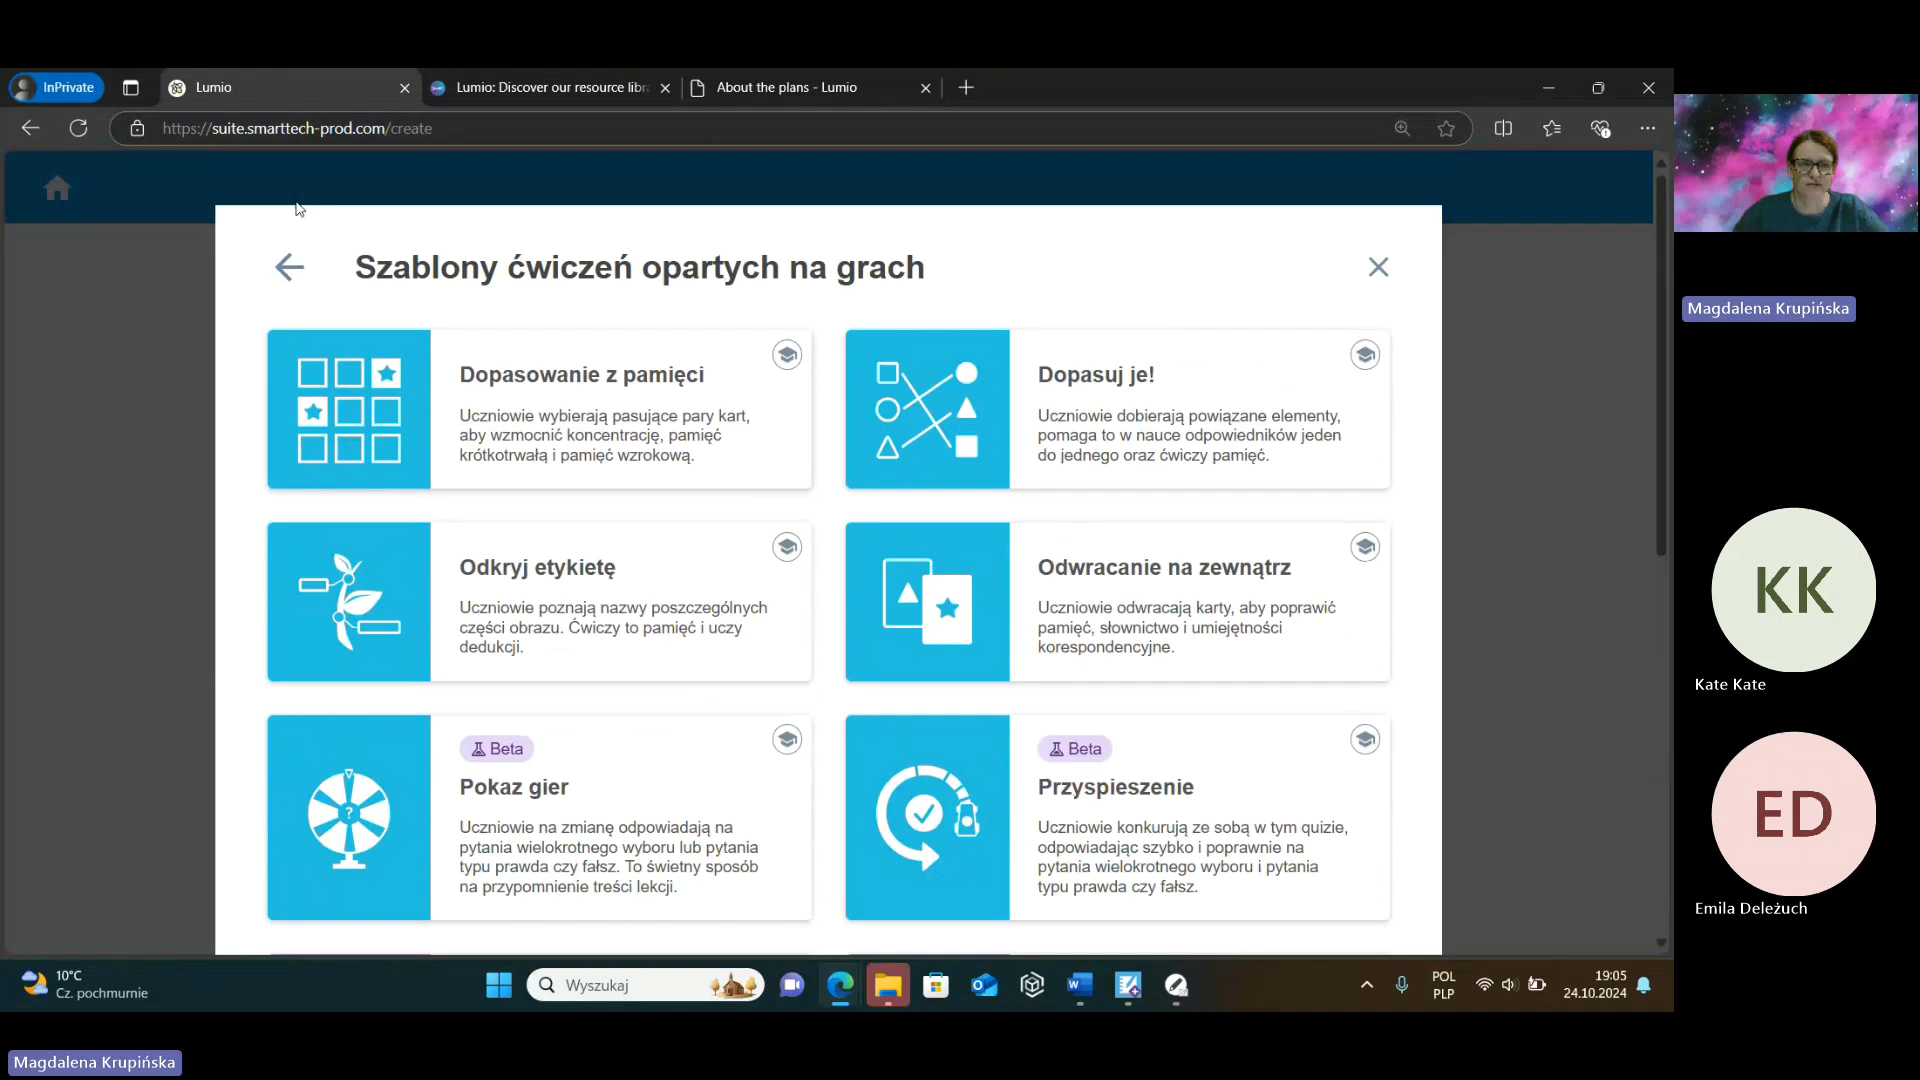 InPrivate
Lumio
Lumio: Discover our resource libr
About the plans - Lumio
https://suite.smarttech-prod.com/create
Szablony ćwiczeń opartych na grach
Dopasowanie z pamięci
Uczniowie wybierają pasujące pary kart,
aby wzmocnić koncentrację, pamięć
krótkotrwałą i pamięć wzrokową.
Dopasuj je!
Uczniowie dobierają powiązane elementy,
pomaga to w nauce odpowiedników jeden
do jednego oraz ćwiczy pamięć.
Odkryj etykietę
Uczniowie poznają nazwy poszczególnych
części obrazu. Ćwiczy to pamięć i uczy
dedukcji.
Odwracanie na zewnątrz
Uczniowie odwracają karty, aby poprawić
pamięć, słownictwo i umiejętności
korespondencyjne.
Beta
Pokaz gier
Uczniowie na zmianę odpowiadają na
pytania wielokrotnego wyboru lub pytania
typu prawda czy fałsz. To świetny sposób
na przypomnienie treści lekcji.
Beta
Przyspieszenie
Uczniowie konkurują ze sobą w tym quizie,
odpowiadając szybko i poprawnie na
pytania wielokrotnego wyboru i pytania
typu prawda czy fałsz.
Magdalena Krupińska
KK
Kate Kate
ED
Emila Deleżuch
10°C
Cz. pochmurnie
Wyszukaj
POL
PLP
19:05
24.10.2024
Magdalena Krupińska